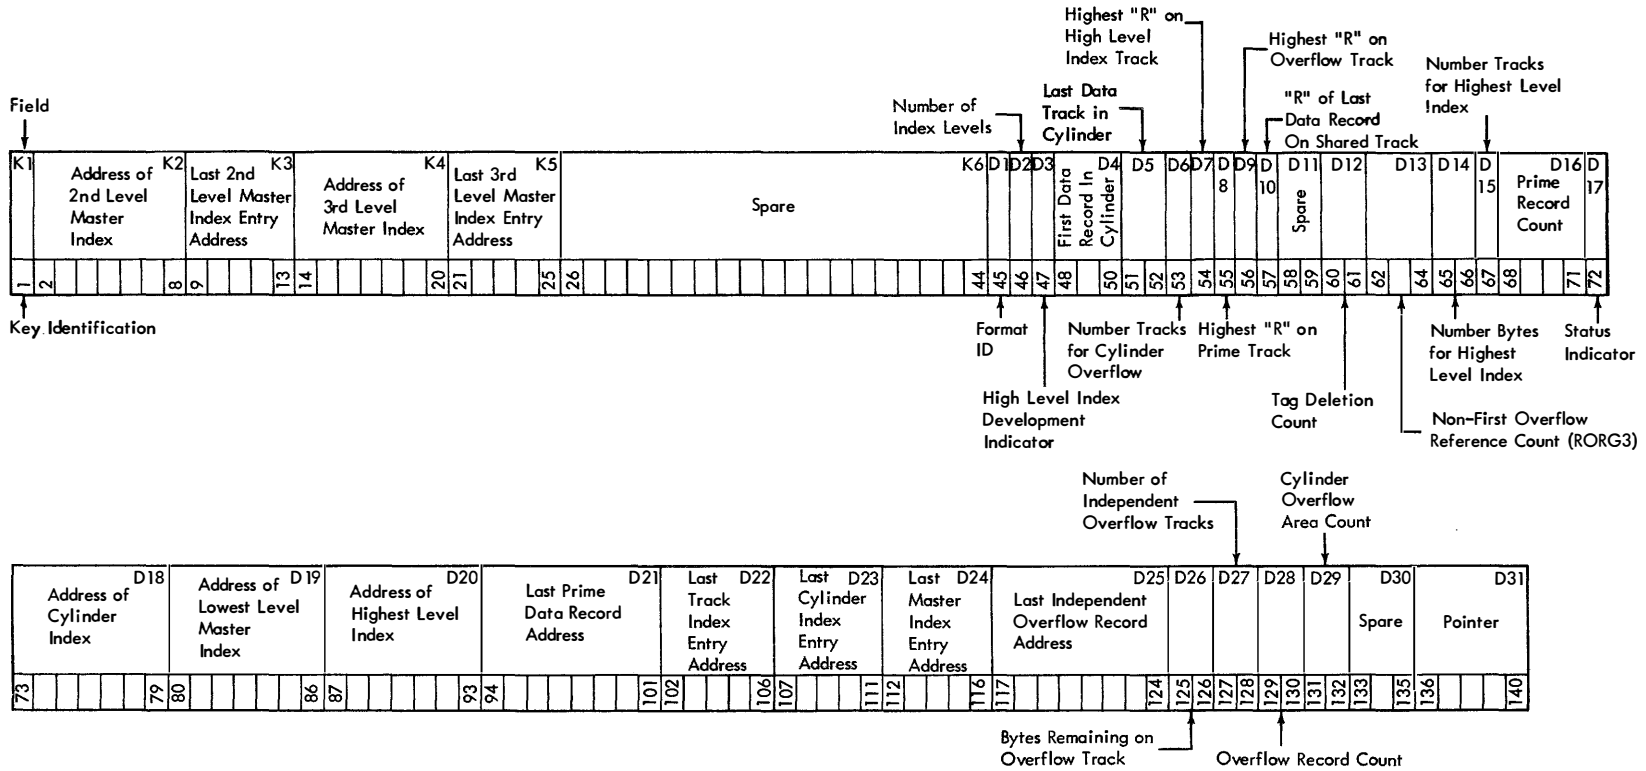 Highest "R" on
High Level
Index Track
Highest "R" on
Overflow Track
Number Tracks
for Highest Level
Index
Last Data
Track in
Cylinder
"R" of Last
Data Record
On Shared Track
Number of
Index Levels
Field
K1 K2 K3 K4 K5 K6 D1 D2 D3 D4 D5 D6 D7 D8 D9 D10 D11 D12 D13 D14 D15 D16 D17
Address of
2nd Level
Master
Index
Last 2nd
Level Master
Index Entry
Address
Address of
3rd Level
Master Index
Last 3rd
Level Master
Index Entry
Address
Spare
First Data
Record In
Cylinder
Spare
Prime
Record
Count
1 2 8 9 13 14 20 21 25 26 44 45 46 47 48 50 51 52 53 54 55 56 57 58 59 60 61 62 64 65 66 67 68 71 72
Key Identification
Format
ID
Number Tracks
for Cylinder
Overflow
Highest "R" on
Prime Track
Number Bytes
for Highest
Level Index
Status
Indicator
High Level Index
Development
Indicator
Tag Deletion
Count
Non-First Overflow
Reference Count (RORG3)
Number of
Independent
Overflow Tracks
Cylinder
Overflow
Area Count
D18 D19 D20 D21 D22 D23 D24 D25 D26 D27 D28 D29 D30 D31
Address of
Cylinder
Index
Address of
Lowest Level
Master
Index
Address of
Highest Level
Index
Last Prime
Data Record
Address
Last
Track
Index
Entry
Address
Last
Cylinder
Index
Entry
Address
Last
Master
Index
Entry
Address
Last Independent
Overflow Record
Address
Spare
Pointer
73 79 80 86 87 93 94 101 102 106 107 111 112 116 117 124 125 126 127 128 129 130 131 132 133 135 136 140
Bytes Remaining on
Overflow Track
Overflow Record Count